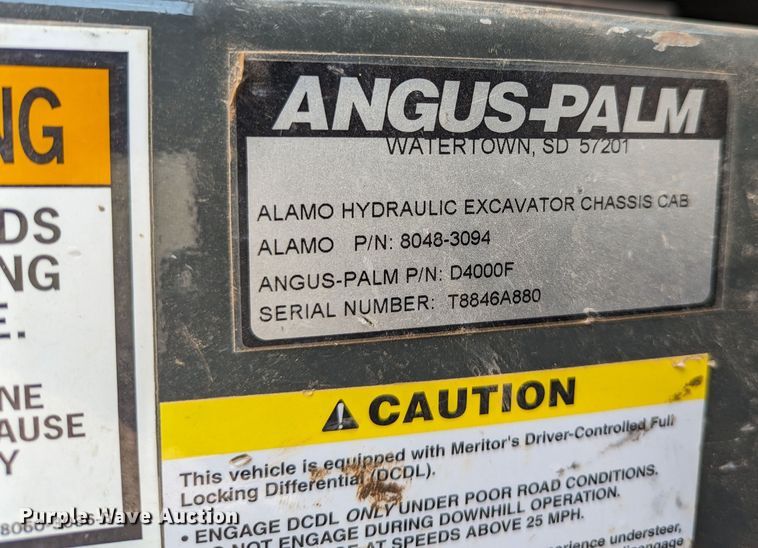 NG
DS
NG
E.
NE
AUSE
Y
ANGUS-PALM
WATERTOWN, SD 57201
ALAMO HYDRAULIC EXCAVATOR CHASSIS CAB
ALAMO P/N: 8048-3094
ANGUS-PALM P/N: D4000F
SERIAL NUMBER: T8846A880
CAUTION
This vehicle is equipped with Meritor's Driver-Controlled Full
Locking Differential (DCDL).
• ENGAGE DCDL ONLY UNDER POOR ROAD CONDITIONS.
NOT ENGAGE DURING DOWNHILL OPERATION.
AT SPEEDS ABOVE 25 MPH.
understeer,
Purple Wave Auction